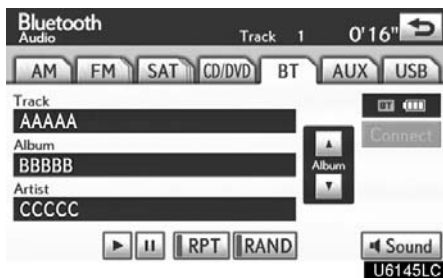 Bluetooth
Audio Track 1 0'16"
AM FM SAT CD/DVD BT AUX USB
Track
AAAAA
BT
Connect
Album
BBBBB
Album
Artist
CCCCC
RPT RAND Sound
U6145LC